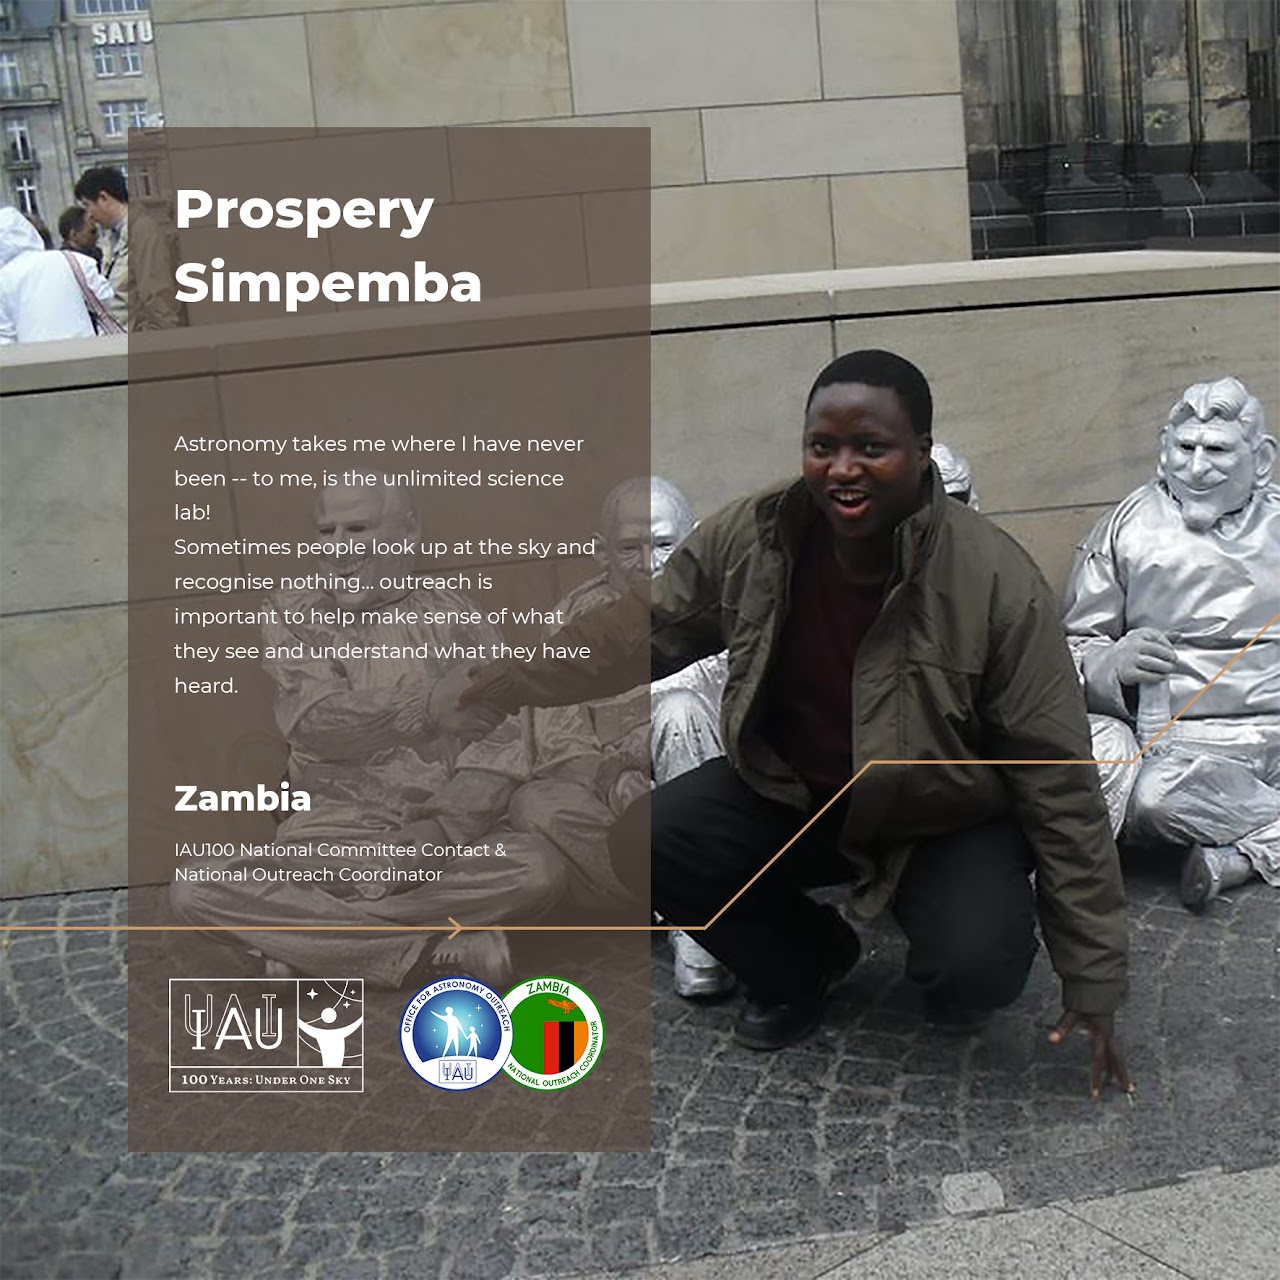 SATU
Prospery
Simpemba
Astronomy takes me where I have never
been -- to me, is the unlimited science
lab!
Sometimes people look up at the sky and
recognise nothing... outreach is
important to help make sense of what
they see and understand what they have
heard.
Zambia
IAU100 National Committee Contact &
National Outreach Coordinator
IAU
100 YEARS: UNDER ONE SKY
OFFICE FOR ASTRONOMY OUTREACH
IAU
ZAMBIA
NATIONAL OUTREACH COORDINATOR